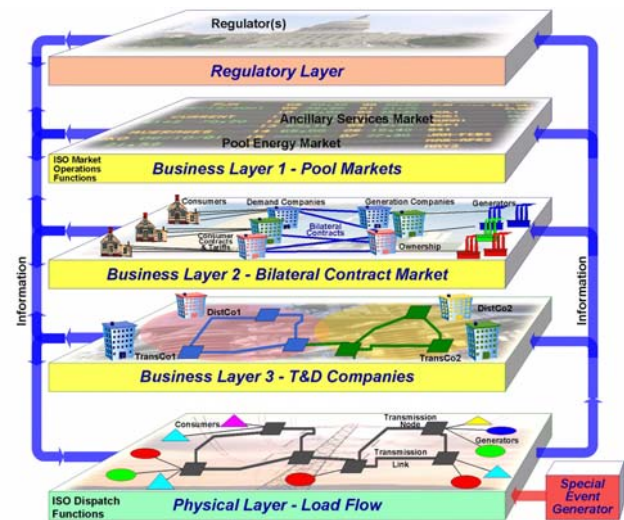 Regulator(s)
Regulatory Layer
Ancillary Services Market
Pool Energy Market
ISO Market
Operations
Functions
Business Layer 1 - Pool Markets
Consumers
Demand Companies
Generation Companies
Generators
Bilateral
Contracts
Consumer
Contracts
& Tariffs
Ownership
Business Layer 2 - Bilateral Contract Market
Information
Information
DistCo1
DistCo2
TransCo1
TransCo2
Business Layer 3 - T&D Companies
Consumers
Transmission
Node
Generators
Transmission
Link
ISO Dispatch
Functions
Physical Layer - Load Flow
Special
Event
Generator